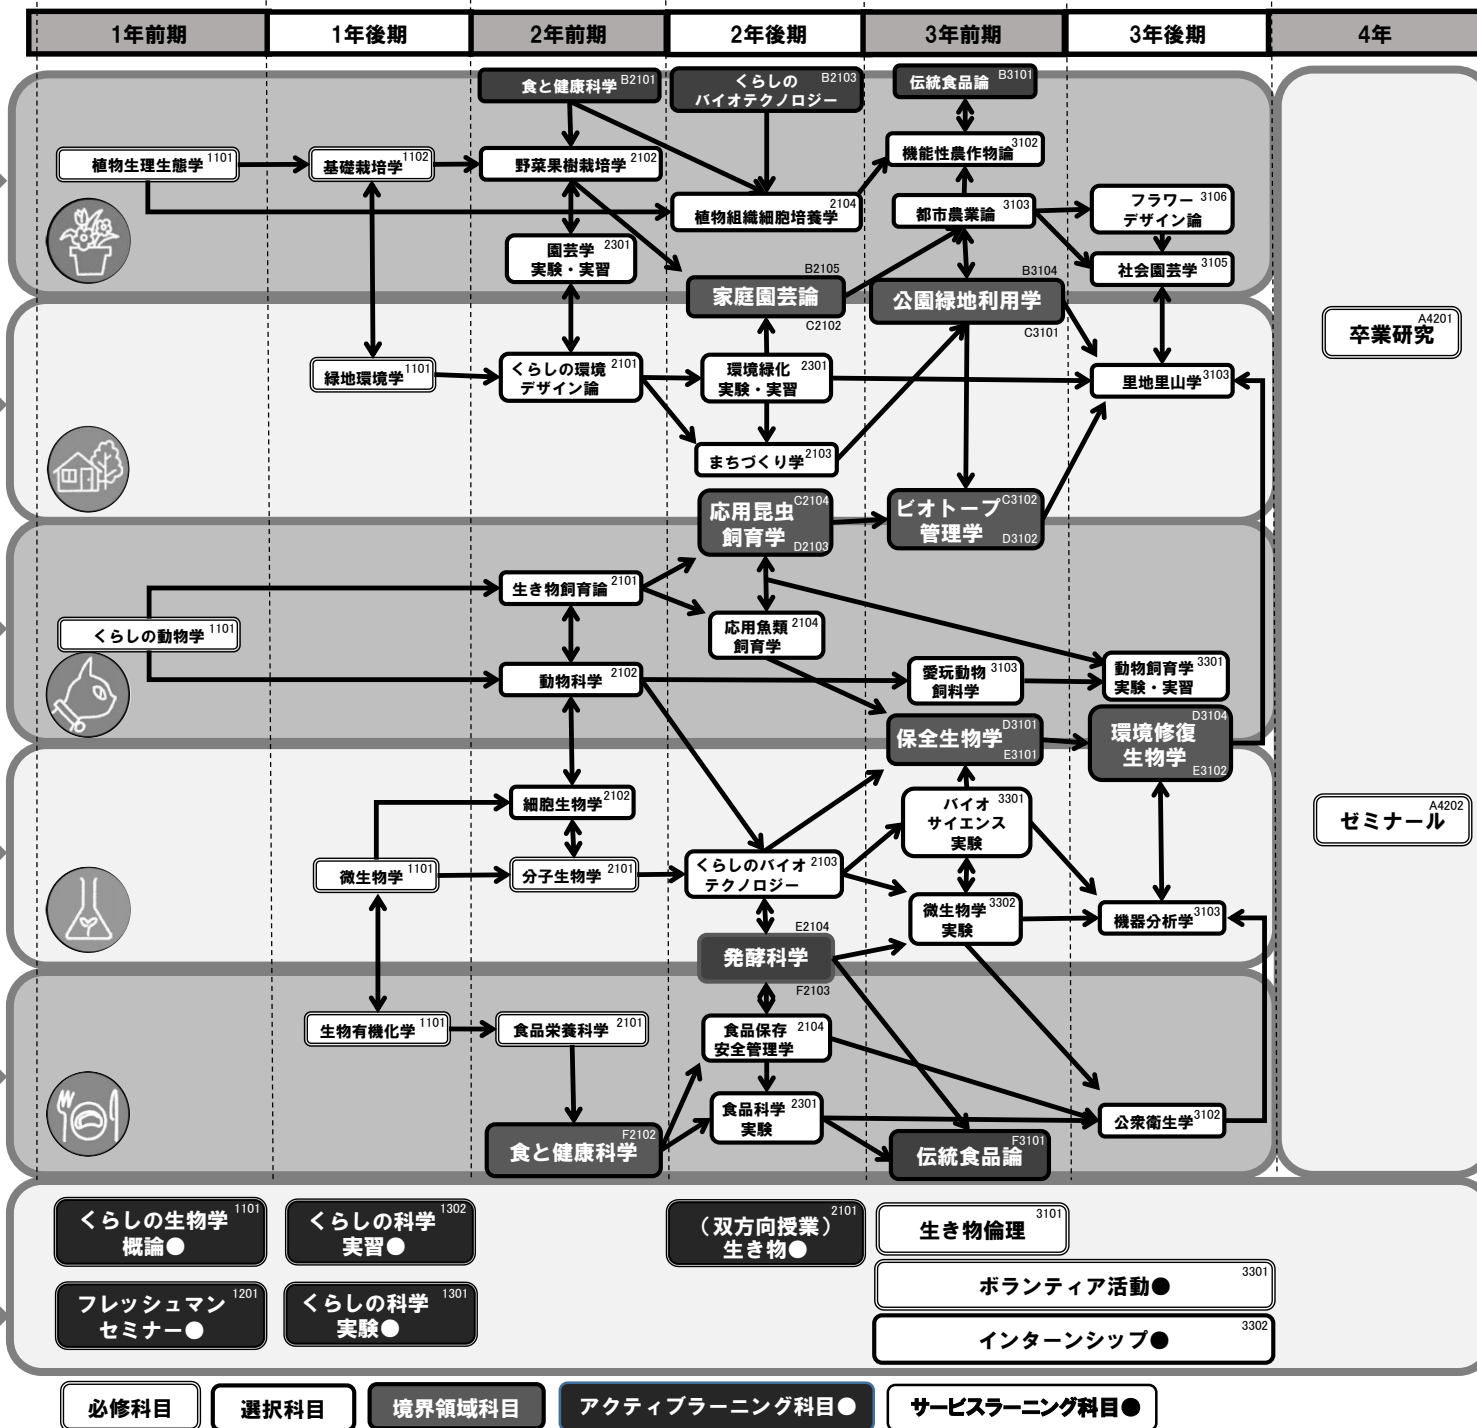 1年前期
1年後期
2年前期
2年後期
3年前期
3年後期
4年
食と健康科学 B2101
くらしの B2103
バイオテクノロジー
伝統食品論 B3101
植物生理生態学 1101
基礎栽培学 1102
野菜果樹栽培学 2102
機能性農作物論 3102
植物組織細胞培養学 2104
都市農業論 3103
フラワー 3106
デザイン論
園芸学 2301
実験・実習
社会園芸学 3105
B2105
家庭園芸論
C2102
B3104
公園緑地利用学
C3101
卒業研究 A4201
緑地環境学 1101
くらしの環境 2101
デザイン論
環境緑化 2301
実験・実習
里地里山学 3103
まちづくり学 2103
応用昆虫 C2104
飼育学 D2103
ビオトープ C3102
管理学 D3102
生き物飼育論 2101
くらしの動物学 1101
応用魚類 2104
飼育学
動物科学 2102
愛玩動物 3103
飼料学
動物飼育学 3301
実験・実習
保全生物学 D3101
E3101
環境修復 D3104
生物学
E3102
細胞生物学 2102
バイオ 3301
サイエンス
実験
ゼミナール A4202
微生物学 1101
分子生物学 2101
くらしのバイオ 2103
テクノロジー
微生物学 3302
実験
機器分析学 3103
E2104
発酵科学
F2103
生物有機化学 1101
食品栄養科学 2101
食品保存 2104
安全管理学
食品科学 2301
実験
公衆衛生学 3102
食と健康科学 F2102
伝統食品論 F3101
くらしの生物学 1101
概論●
くらしの科学 1302
実習●
(双方向授業) 2101
生き物●
生き物倫理 3101
フレッシュマン 1201
セミナー●
くらしの科学 1301
実験●
ボランティア活動● 3301
インターンシップ● 3302
必修科目
選択科目
境界領域科目
アクティブラーニング科目●
サービスラーニング科目●